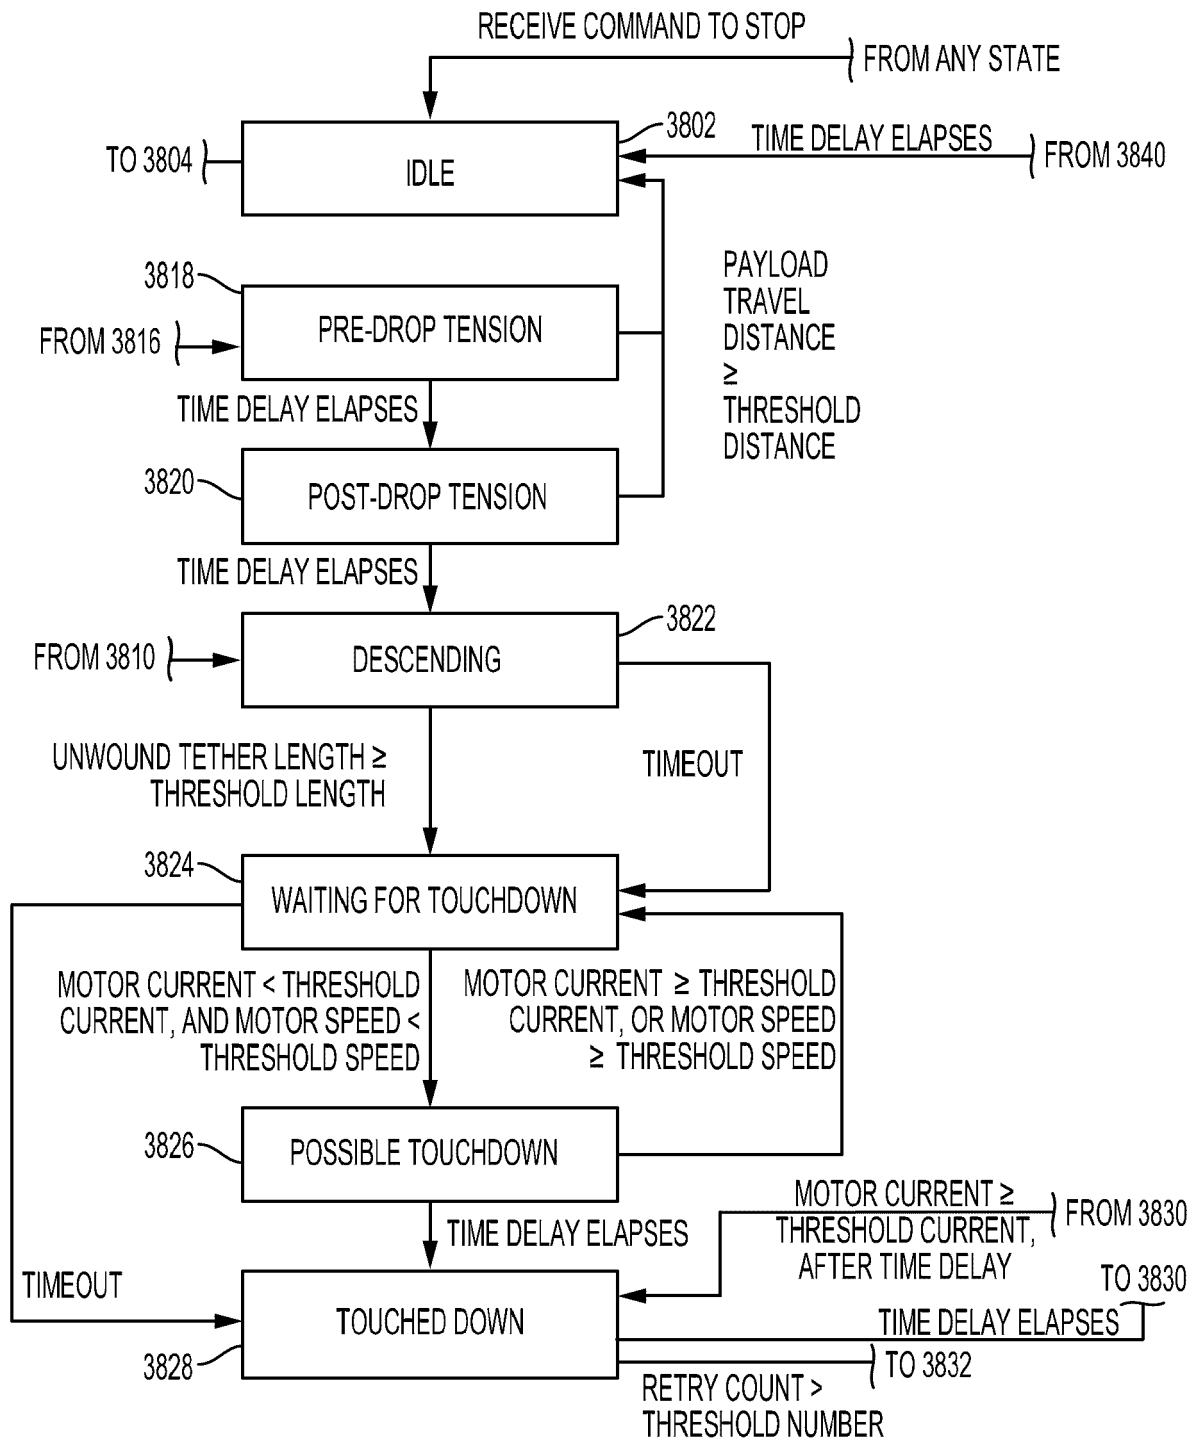 RECEIVE COMMAND TO STOP
FROM ANY STATE
3802
TO 3804
IDLE
TIME DELAY ELAPSES
FROM 3840
3818
FROM 3816
PRE-DROP TENSION
PAYLOAD
TRAVEL
DISTANCE
≥
THRESHOLD
DISTANCE
TIME DELAY ELAPSES
3820
POST-DROP TENSION
TIME DELAY ELAPSES
3822
FROM 3810
DESCENDING
UNWOUND TETHER LENGTH ≥
THRESHOLD LENGTH
TIMEOUT
3824
WAITING FOR TOUCHDOWN
MOTOR CURRENT < THRESHOLD
CURRENT, AND MOTOR SPEED <
THRESHOLD SPEED
MOTOR CURRENT ≥ THRESHOLD
CURRENT, OR MOTOR SPEED
≥ THRESHOLD SPEED
3826
POSSIBLE TOUCHDOWN
TIME DELAY ELAPSES
MOTOR CURRENT ≥
THRESHOLD CURRENT,
AFTER TIME DELAY
FROM 3830
TO 3830
TIMEOUT
TOUCHED DOWN
TIME DELAY ELAPSES
3828
TO 3832
RETRY COUNT >
THRESHOLD NUMBER